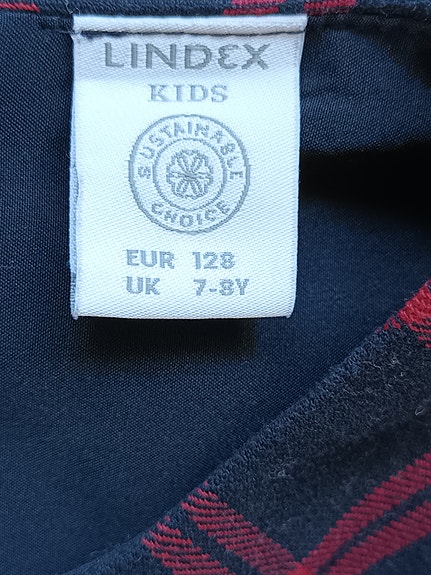 LINDEX
KIDS
SUSTAINABLE
CHOICE
EUR 128
UK 7-8Y